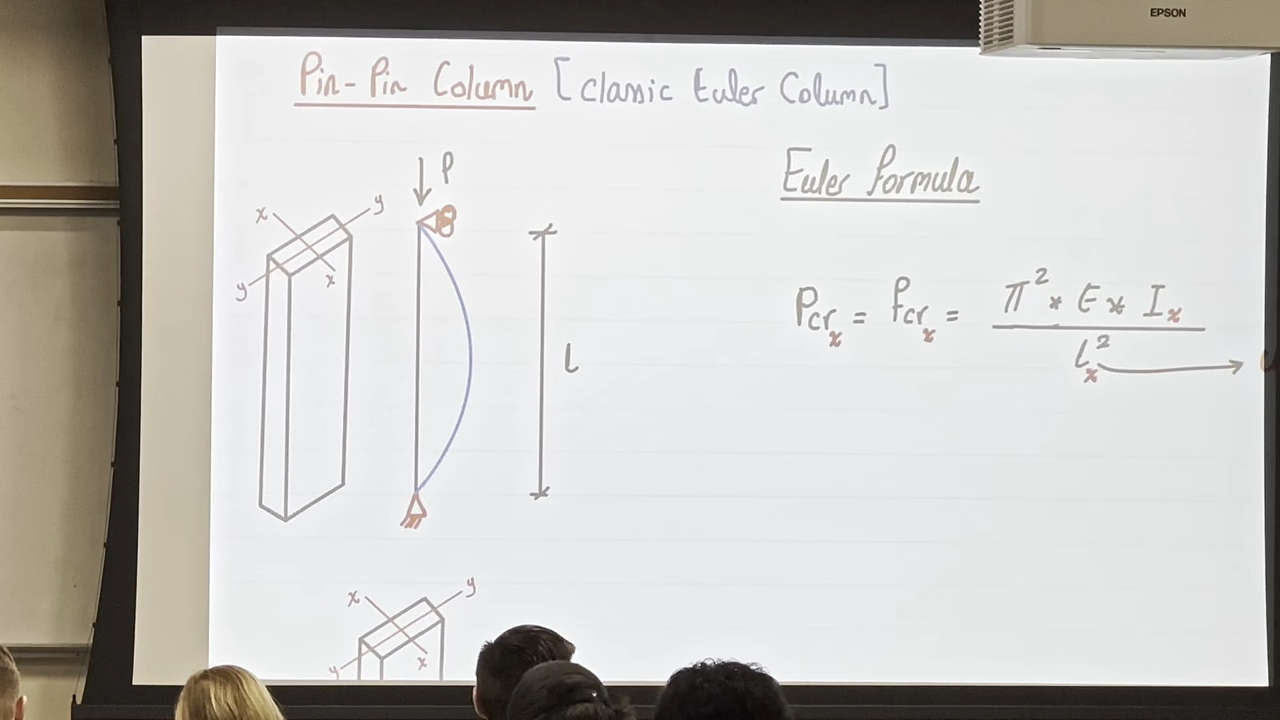 EPSON
Pin-Pin Column [classic Euler Column]
Euler formula
P
x
y
y
x
L
Pcrₓ = Pcrₓ = π² * E * Iₓ
Lₓ²
x
y
y
x